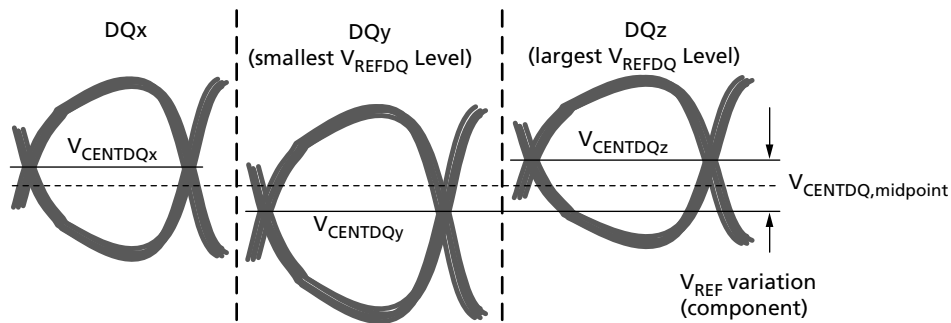 DQx
DQy
(smallest VREFDQ Level)
DQz
(largest VREFDQ Level)
VCENTDQx
VCENTDQy
VCENTDQz
VCENTDQ,midpoint
VREF variation
(component)